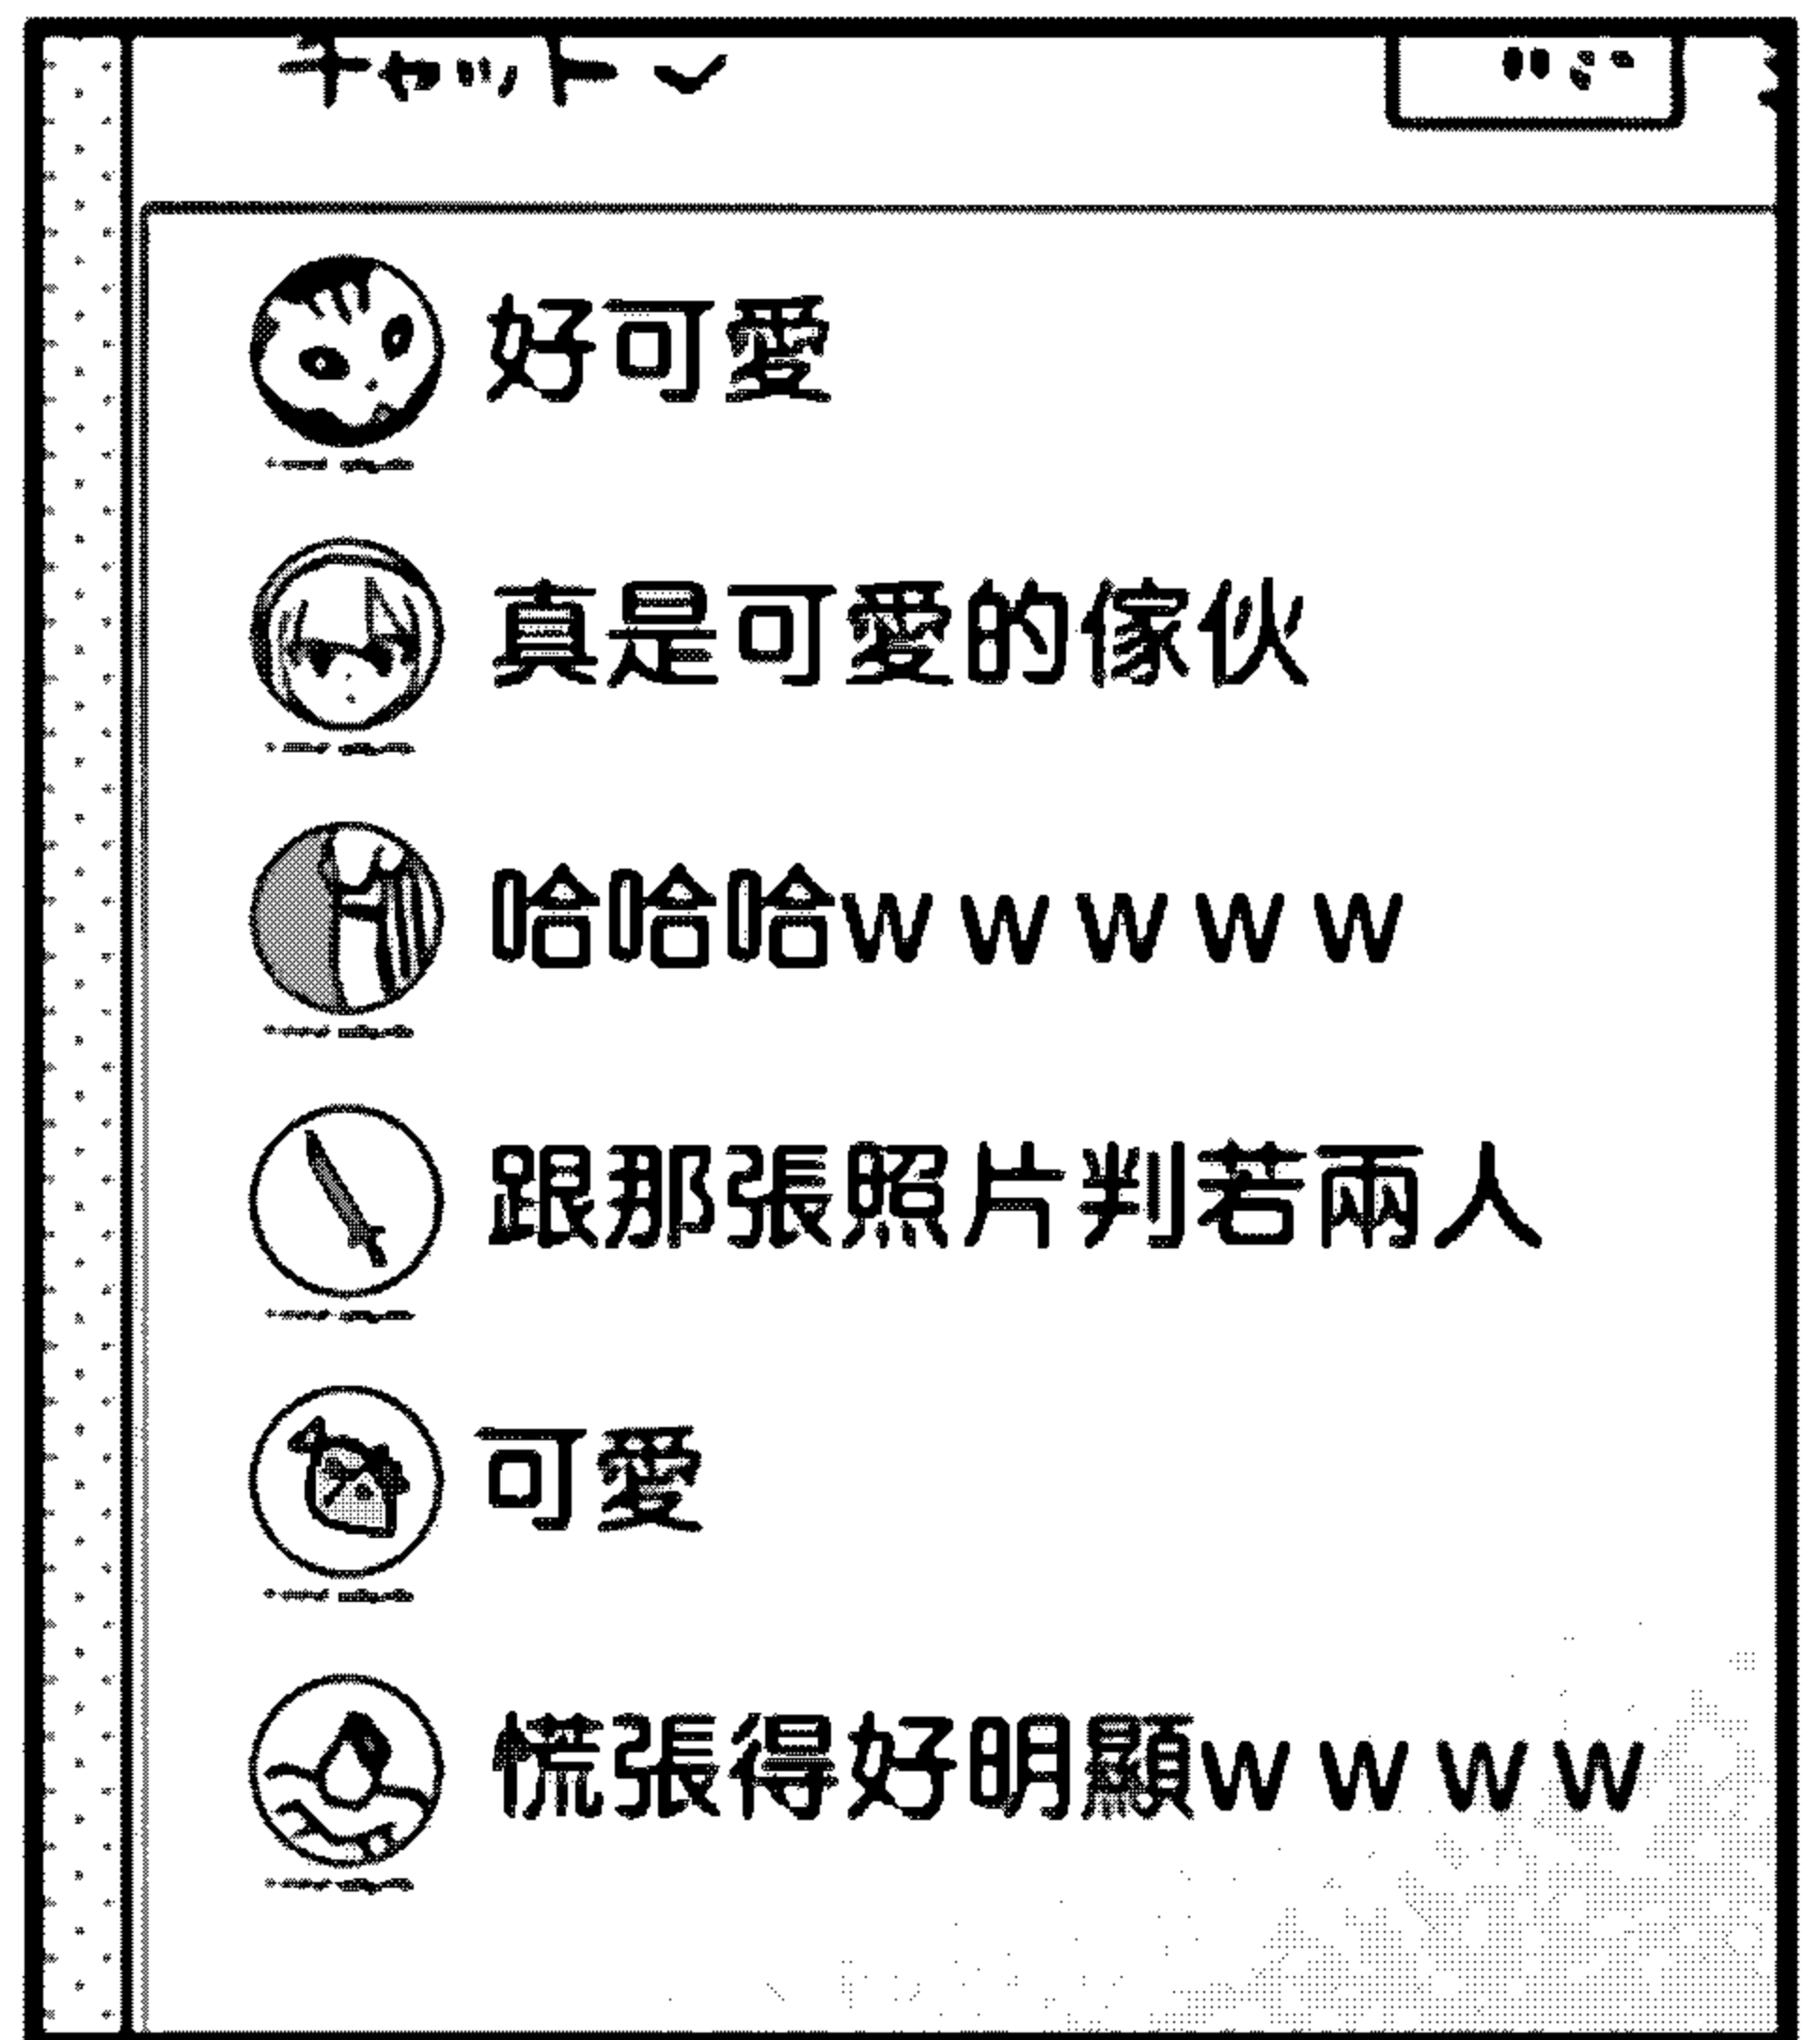 チャット
好可愛
真是可愛的傢伙
哈哈哈ｗｗｗｗｗ
跟那張照片判若兩人
可愛
慌張得好明顯ｗｗｗｗ